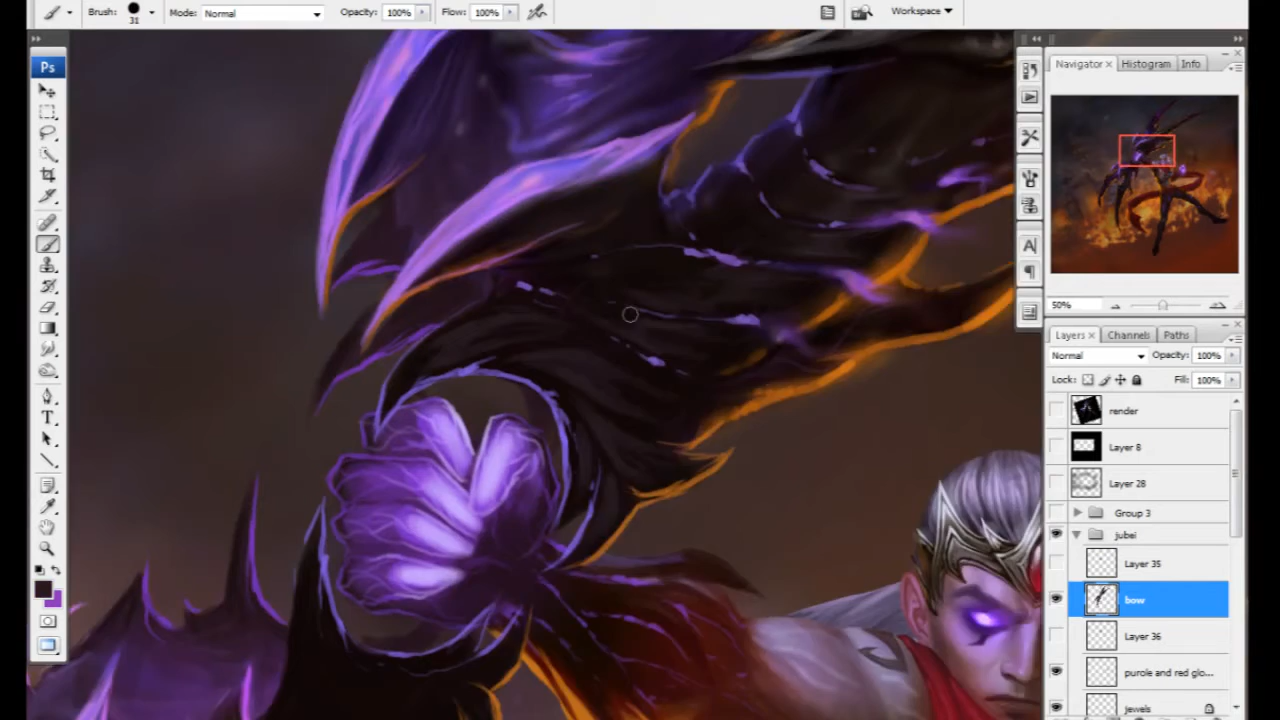 Brush: 31 Mode: Normal Opacity: 100% Flow: 100% Workspace
Ps
Navigator × Histogram Info
50%
Layers × Channels Paths
Normal Opacity: 100%
Lock: Fill: 100%
render
Layer 8
Layer 28
Group 3
jubei
Layer 35
bow
Layer 36
purole and red glo...
jewels
T
A
¶